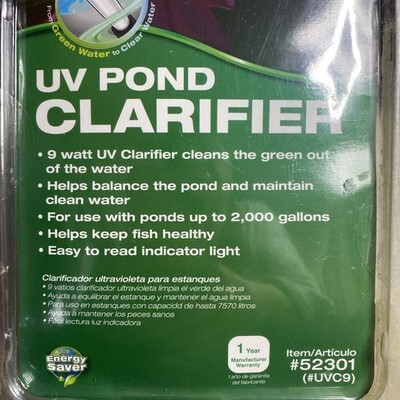 From Green Water to Clear Water
UV POND
CLARIFIER
• 9 watt UV Clarifier cleans the green out
of the water
• Helps balance the pond and maintain
clean water
• For use with ponds up to 2,000 gallons
• Helps keep fish healthy
• Easy to read indicator light
Clarificador ultravioleta para estanques
• 9 vatios clarificador ultravioleta limpia el verde del agua
• Ayuda a equilibrar el estanque y mantener el agua limpia
• Para uso en estanques con capacidd de hasta 7570 litros
• Ayuda a mantener los peces sanos
• Fácil lectura luz indicadora
Energy
Saver
1 Year
Manufacturer
Warranty
1 año de garantía
del fabricante
Item/Artículo
#52301
(#UVC9)